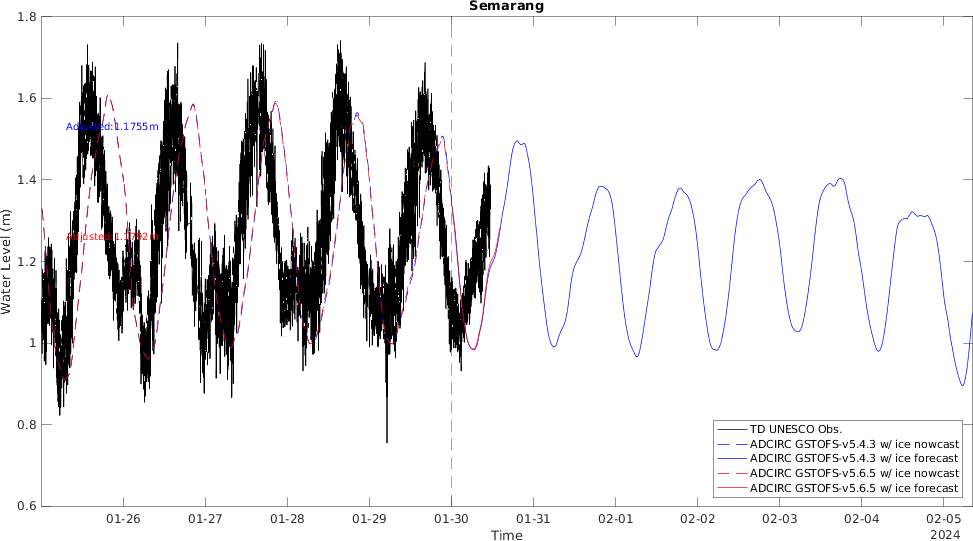 Semarang
Water Level (m)
1.8
1.6
1.4
1.2
1
0.8
0.6
Adjusted:1.1755m
01-26
01-27
01-28
01-29
01-30
01-31
02-01
02-02
02-03
02-04
02-05
Time
2024
TD UNESCO Obs.
ADCIRC GSTOFS-v5.4.3 w/ ice nowcast
ADCIRC GSTOFS-v5.4.3 w/ ice forecast
ADCIRC GSTOFS-v5.6.5 w/ ice nowcast
ADCIRC GSTOFS-v5.6.5 w/ ice forecast